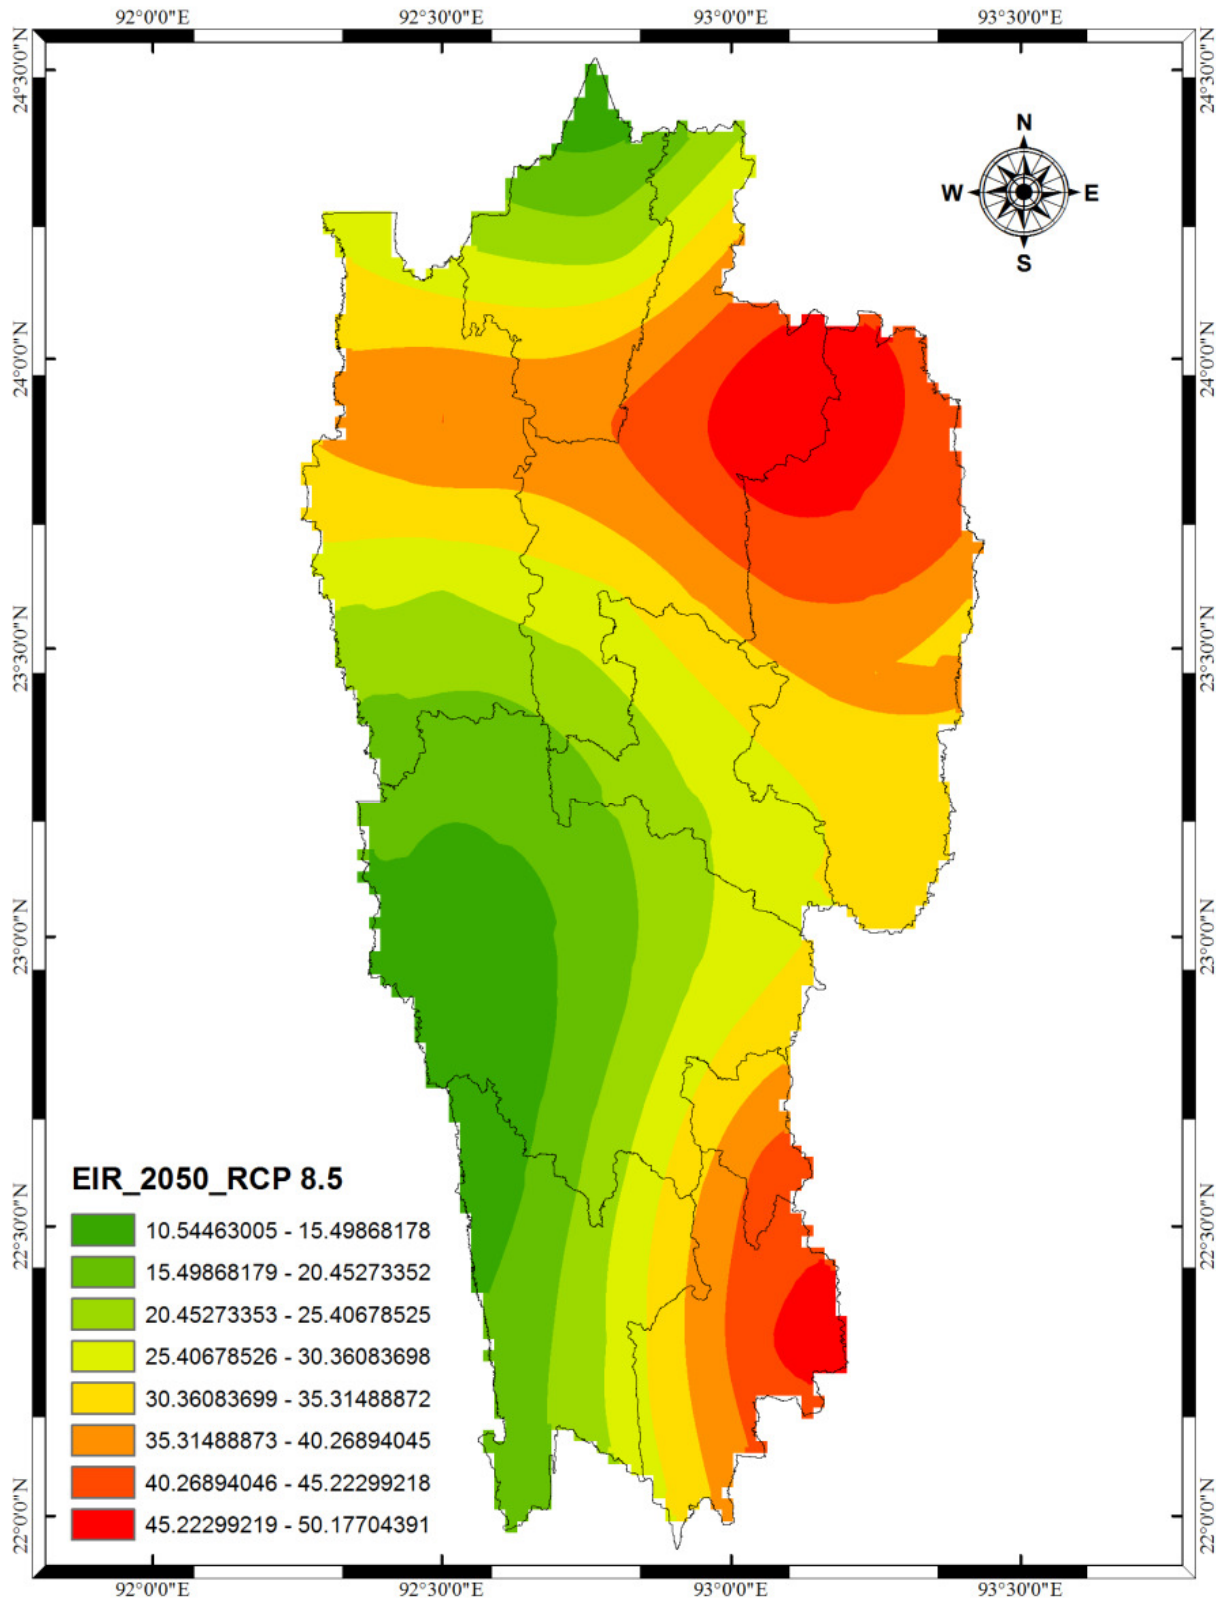 92°0'0"E 92°30'0"E 93°0'0"E 93°30'0"E
24°30'0"N 24°30'0"N
N
W E
S
24°0'0"N 24°0'0"N
23°30'0"N 23°30'0"N
23°0'0"N 23°0'0"N
EIR_2050_RCP 8.5
10.54463005 - 15.49868178
22°30'0"N 22°30'0"N
15.49868179 - 20.45273352
20.45273353 - 25.40678525
25.40678526 - 30.36083698
30.36083699 - 35.31488872
35.31488873 - 40.26894045
40.26894046 - 45.22299218
45.22299219 - 50.17704391
22°0'0"N 22°0'0"N
92°0'0"E 92°30'0"E 93°0'0"E 93°30'0"E